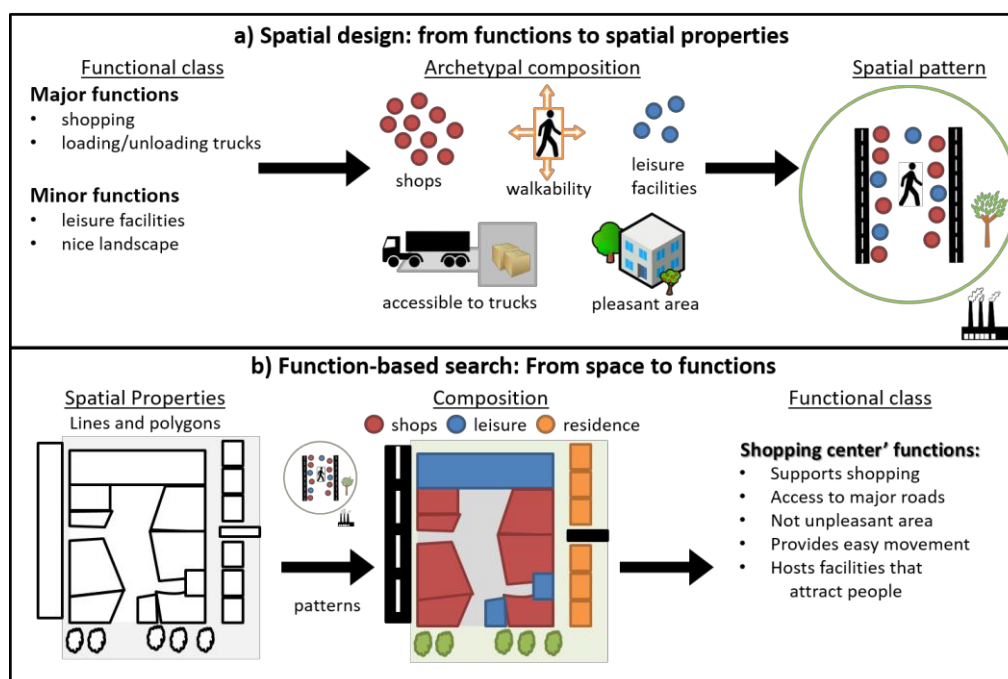 a) Spatial design: from functions to spatial properties
Functional class
Major functions
• shopping
• loading/unloading trucks
Minor functions
• leisure facilities
• nice landscape
Archetypal composition
shops
walkability
leisure
facilities
accessible to trucks
pleasant area
Spatial pattern
b) Function-based search: From space to functions
Spatial Properties
Lines and polygons
patterns
Composition
shops leisure residence
Functional class
Shopping center’ functions:
• Supports shopping
• Access to major roads
• Not unpleasant area
• Provides easy movement
• Hosts facilities that
attract people